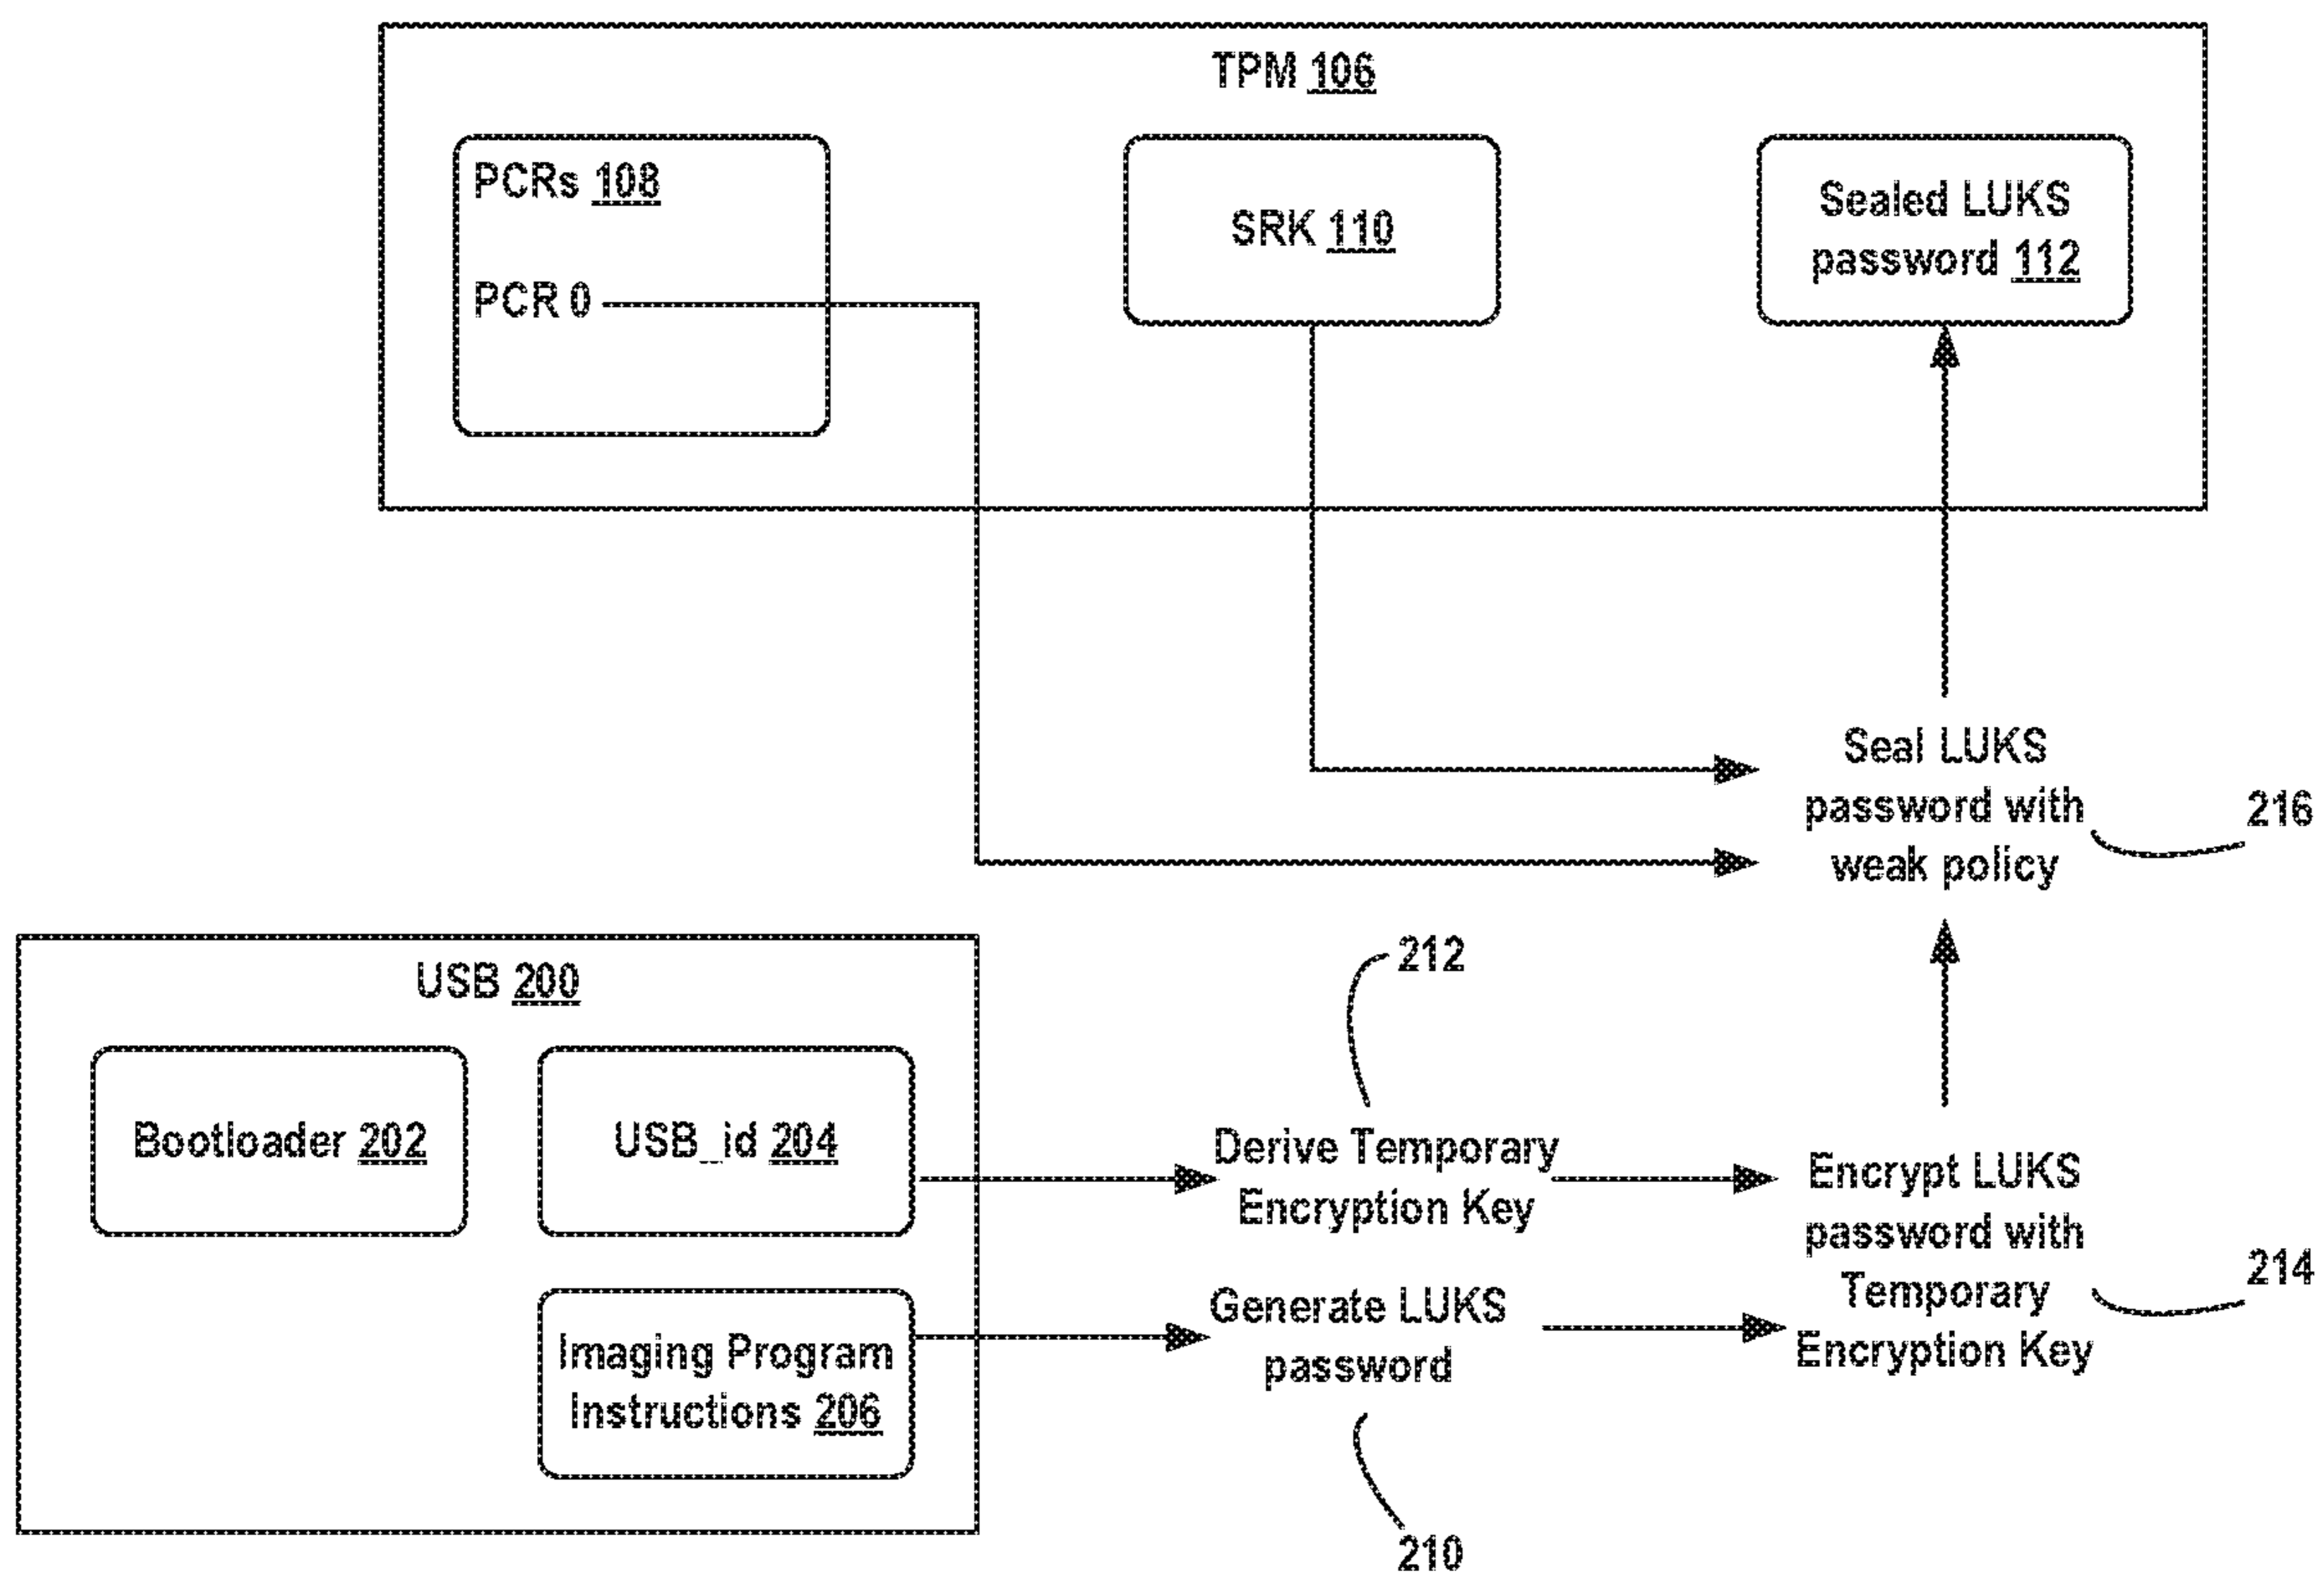 TPM 106
PCRs 108
PCR 0
SRK 110
Sealed LUKS
password 112
Seal LUKS
password with
weak policy
216
USB 200
Bootloader 202
USB_id 204
Imaging Program
Instructions 206
212
Derive Temporary
Encryption Key
Generate LUKS
password
210
Encrypt LUKS
password with
Temporary
Encryption Key
214